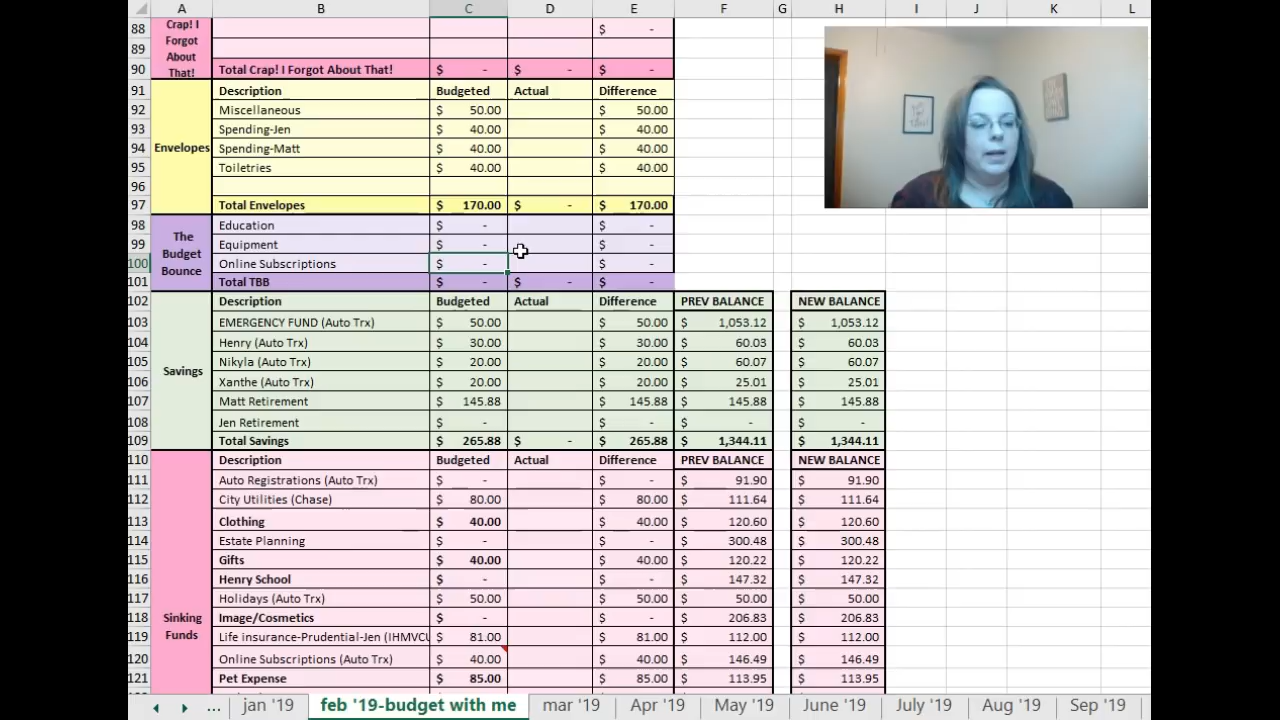 A B C D E F G H I J K L
88 Crap! I $ -
89 Forgot About
90 That! Total Crap! I Forgot About That! $ - $ - $ -
91 Description Budgeted Actual Difference
92 Miscellaneous $ 50.00 $ 50.00
93 Spending-Jen $ 40.00 $ 40.00
94 Envelopes Spending-Matt $ 40.00 $ 40.00
95 Toiletries $ 40.00 $ 40.00
96
97 Total Envelopes $ 170.00 $ - $ 170.00
98 The Education $ - $ -
99 Budget Equipment $ - $ -
100 Bounce Online Subscriptions $ - $ -
101 Total TBB $ - $ - $ -
102 Description Budgeted Actual Difference PREV BALANCE NEW BALANCE
103 EMERGENCY FUND (Auto Trx) $ 50.00 $ 50.00 $ 1,053.12 $ 1,053.12
104 Henry (Auto Trx) $ 30.00 $ 30.00 $ 60.03 $ 60.03
105 Nikyla (Auto Trx) $ 20.00 $ 20.00 $ 60.07 $ 60.07
106 Savings Xanthe (Auto Trx) $ 20.00 $ 20.00 $ 25.01 $ 25.01
107 Matt Retirement $ 145.88 $ 145.88 $ 145.88 $ 145.88
108 Jen Retirement $ - $ - $ - $ -
109 Total Savings $ 265.88 $ - $ 265.88 $ 1,344.11 $ 1,344.11
110 Description Budgeted Actual Difference PREV BALANCE NEW BALANCE
111 Auto Registrations (Auto Trx) $ - $ - $ 91.90 $ 91.90
112 City Utilities (Chase) $ 80.00 $ 80.00 $ 111.64 $ 111.64
113 Clothing $ 40.00 $ 40.00 $ 120.60 $ 120.60
114 Estate Planning $ - $ - $ 300.48 $ 300.48
115 Gifts $ 40.00 $ 40.00 $ 120.22 $ 120.22
116 Henry School $ - $ - $ 147.32 $ 147.32
117 Holidays (Auto Trx) $ 50.00 $ 50.00 $ 50.00 $ 50.00
118 Sinking Image/Cosmetics $ - $ - $ 206.83 $ 206.83
119 Funds Life insurance-Prudential-Jen (IHMVCU $ 81.00 $ 81.00 $ 112.00 $ 112.00
120 Online Subscriptions (Auto Trx) $ 40.00 $ 40.00 $ 146.49 $ 146.49
121 Pet Expense $ 85.00 $ 85.00 $ 113.95 $ 113.95
... jan '19 feb '19-budget with me mar '19 Apr '19 May '19 June '19 July '19 Aug '19 Sep '19